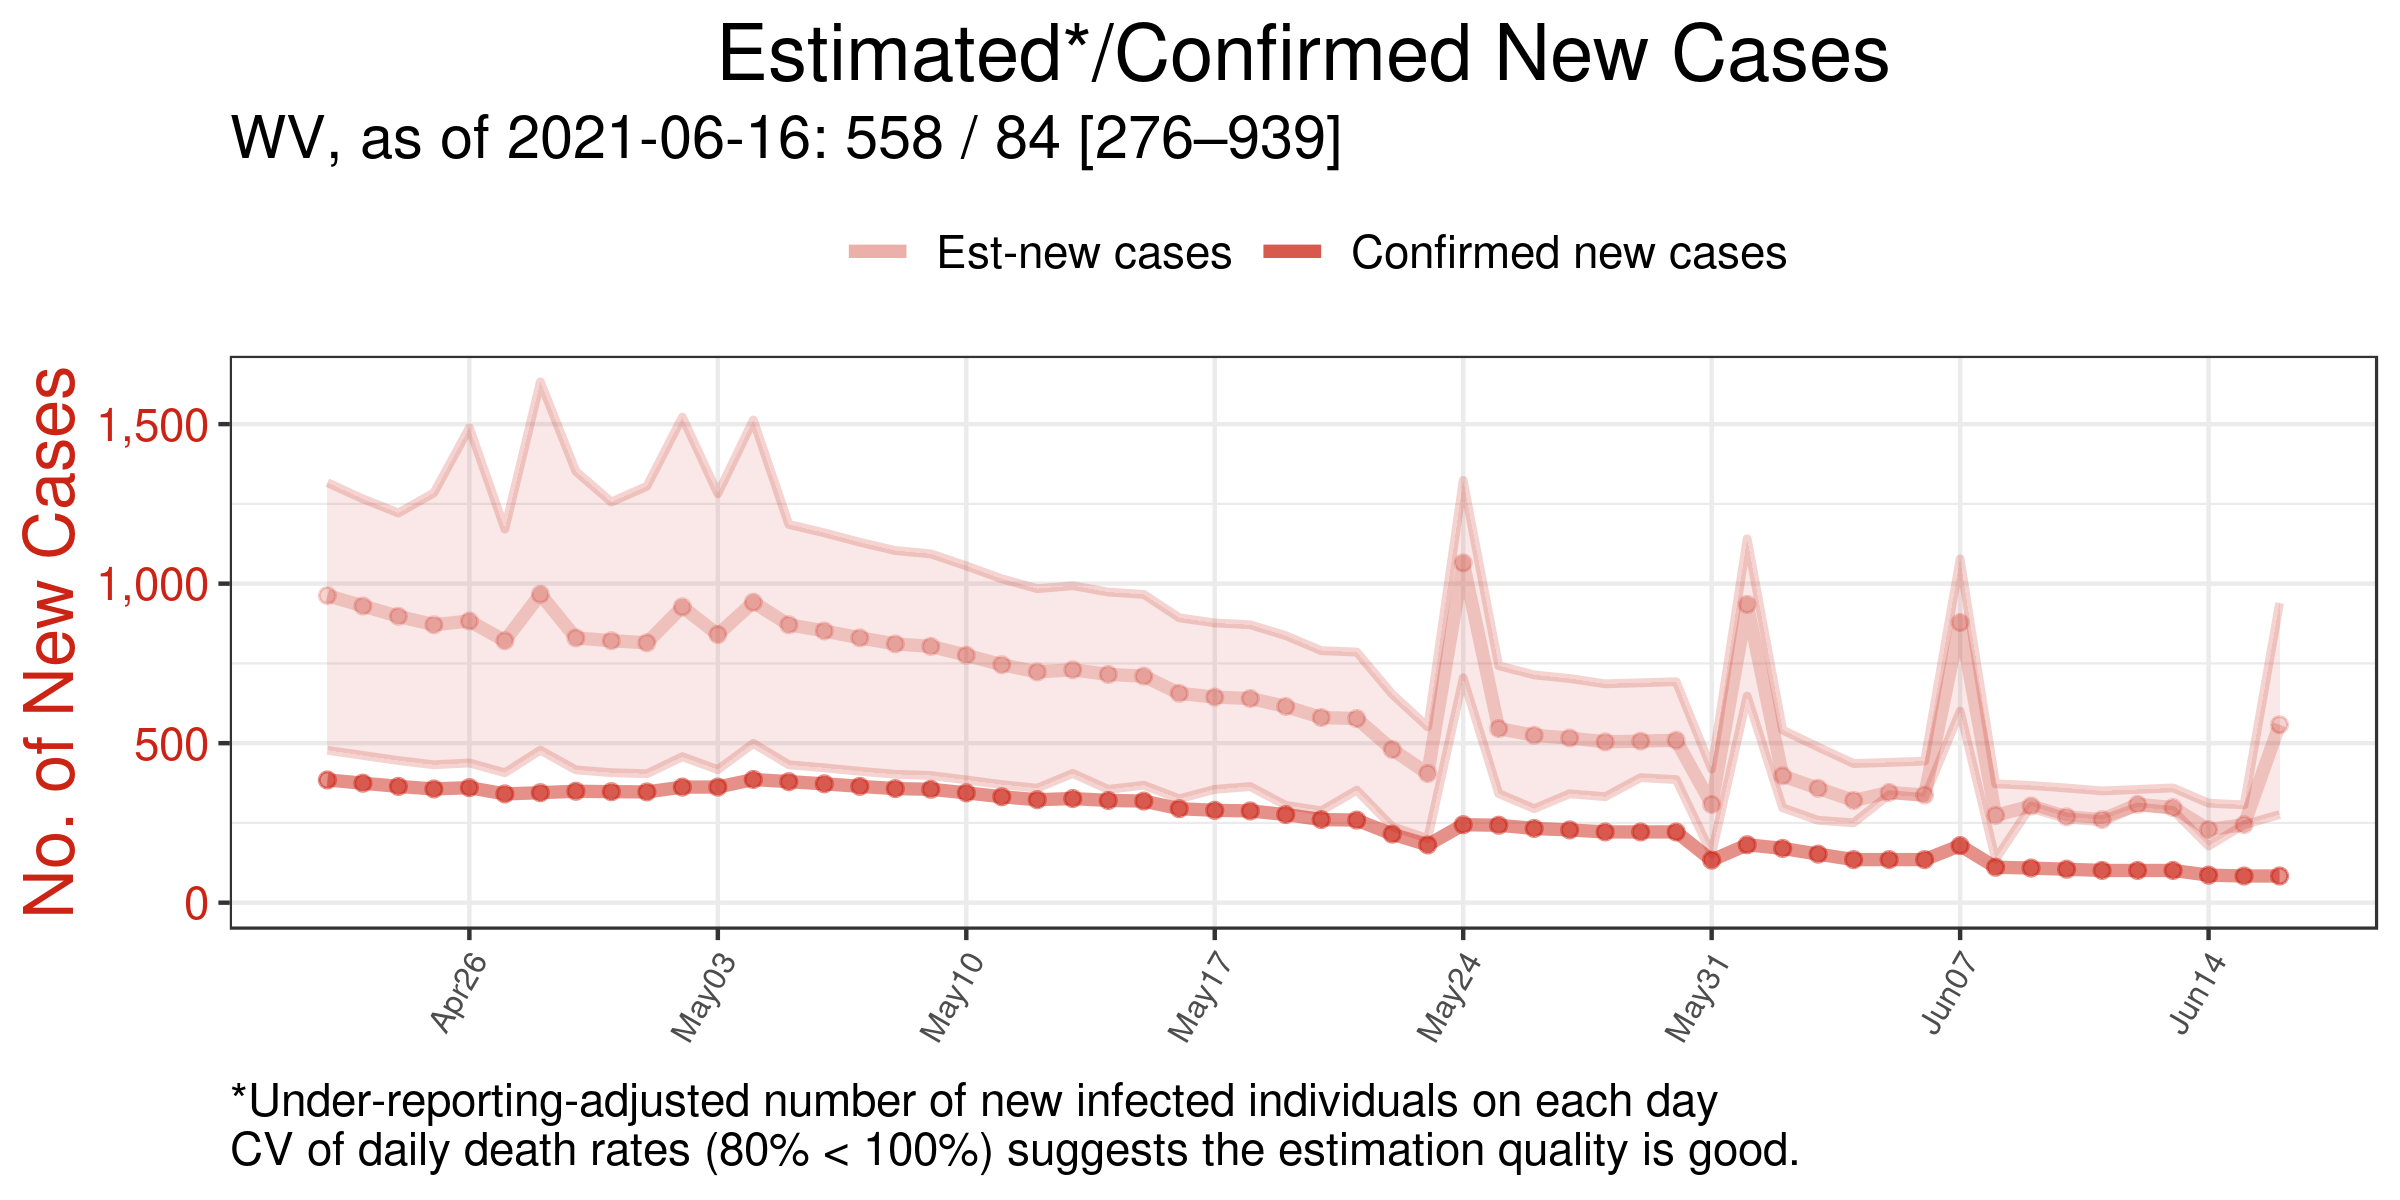 Estimated*/Confirmed New Cases
WV, as of 2021-06-16: 558 / 84 [276–939]
Est-new cases Confirmed new cases
No. of New Cases
1,500
1,000
500
0
Apr26 May03 May10 May17 May24 May31 Jun07 Jun14
*Under-reporting-adjusted number of new infected individuals on each day
CV of daily death rates (80% < 100%) suggests the estimation quality is good.